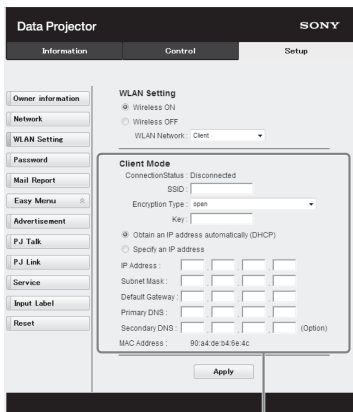 Data Projector
SONY
Information
Control
Setup
Owner information
Network
WLAN Setting
Password
Mail Report
Easy Menu
Advertisement
PJ Talk
PJ Link
Service
Input Label
Reset
WLAN Setting
Wireless ON
Wireless OFF
WLAN Network : Client
Client Mode
ConnectionStatus : Disconnected
SSID :
Encryption Type : open
Key :
Obtain an IP address automatically (DHCP)
Specify an IP address
IP Address :
Subnet Mask :
Default Gateway :
Primary DNS :
Secondary DNS : (Option)
MAC Address : 90:a4:de:b4:6e:4c
Apply